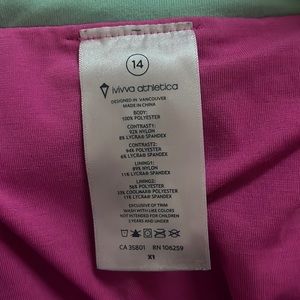 14
ivivva athletica
DESIGNED IN VANCOUVER
MADE IN CHINA
BODY:
100% POLYESTER
CONTRAST1:
92% NYLON
8% LYCRA® SPANDEX
CONTRAST2:
94% POLYESTER
6% LYCRA® SPANDEX
LINING1:
89% NYLON
11% LYCRA® SPANDEX
LINING2:
56% POLYESTER
33% COOLMAX® POLYESTER
11% LYCRA® SPANDEX
EXCLUSIVE OF TRIM
WASH WITH LIKE COLORS
NOT INTENDED FOR CHILDREN
3 YEARS AND UNDER
CA 35801 RN 106259
X1